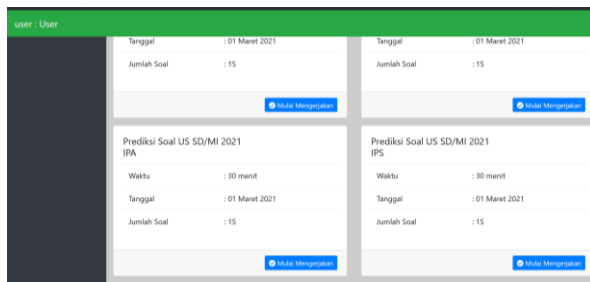 user : User
Tanggal : 01 Maret 2021 Tanggal : 01 Maret 2021
Jumlah Soal : 15 Jumlah Soal : 15
Mulai Mengerjakan Mulai Mengerjakan
Prediksi Soal US SD/MI 2021 Prediksi Soal US SD/MI 2021
IPA IPS
Waktu : 30 menit Waktu : 30 menit
Tanggal : 01 Maret 2021 Tanggal : 01 Maret 2021
Jumlah Soal : 15 Jumlah Soal : 15
Mulai Mengerjakan Mulai Mengerjakan